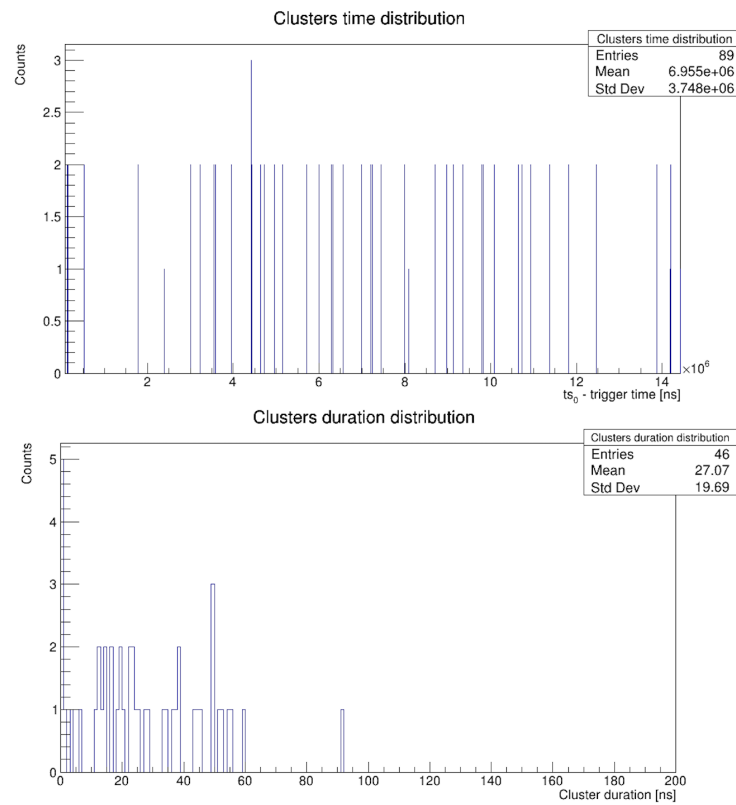 Clusters time distribution
Counts
Clusters time distribution
Entries 89
Mean 6.955e+06
Std Dev 3.748e+06
3
2.5
2
1.5
1
0.5
0
2 4 6 8 10 12 14
×10⁶
ts₀ - trigger time [ns]
Clusters duration distribution
Counts
Clusters duration distribution
Entries 46
Mean 27.07
Std Dev 19.69
5
4
3
2
1
0
0 20 40 60 80 100 120 140 160 180 200
Cluster duration [ns]